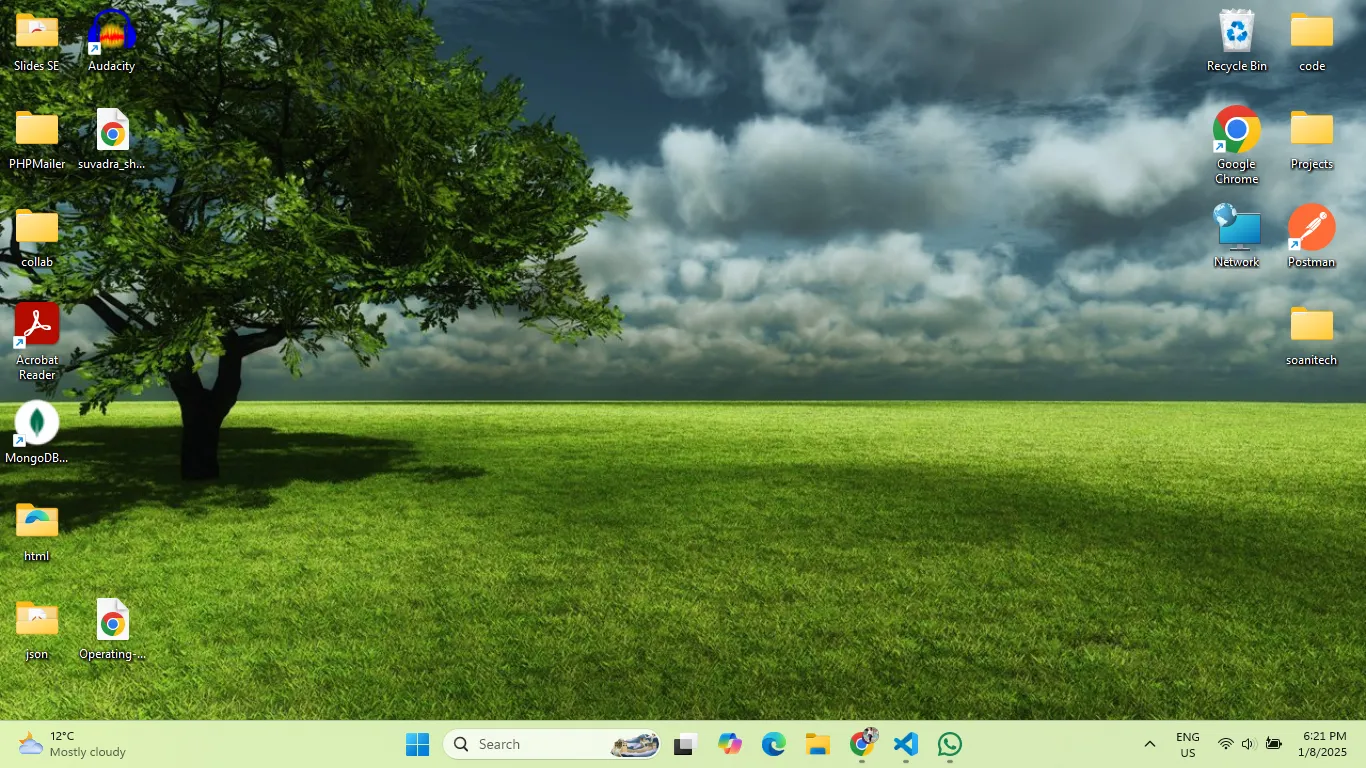 Slides SE
Audacity
Recycle Bin
code
PHPMailer
suvadra_sh...
Google
Chrome
Projects
collab
Network
Postman
Acrobat
Reader
soanitech
MongoDB...
html
json
Operating-...
12°C
Mostly cloudy
Search
ENG
US
6:21 PM
1/8/2025